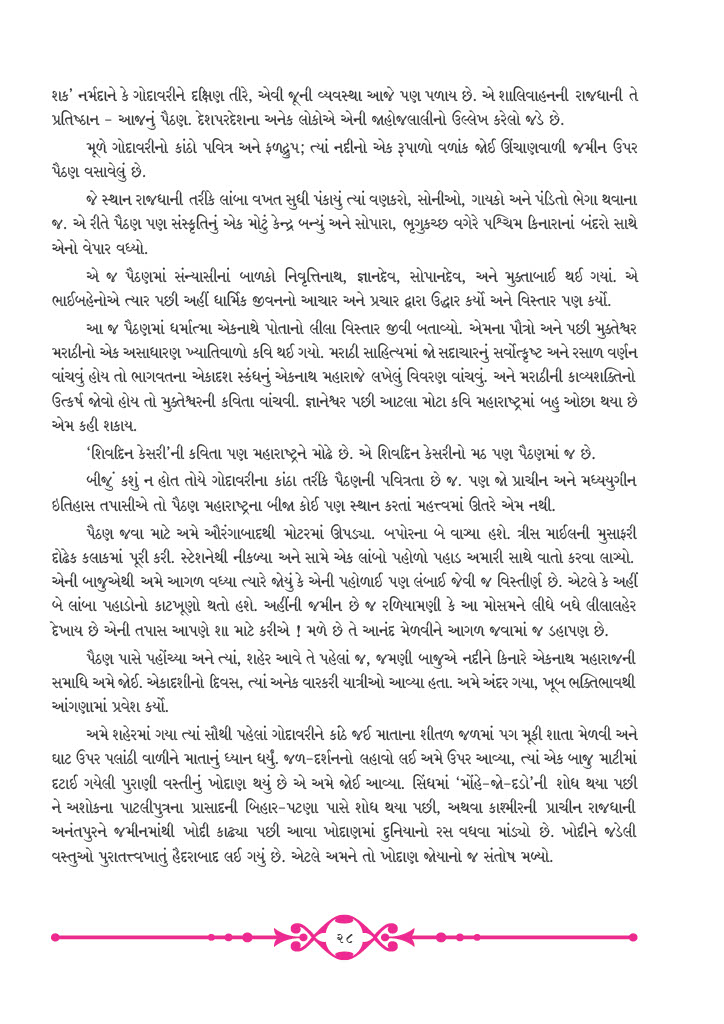 શક’ નર્મદાને કે ગોદાવરીને દક્ષિણ તીરે, એવી જૂની વ્યવસ્થા આજે પણ પળાય છે. એ શાલિવાહનની રાજધાની તે
પ્રતિષ્ઠાન - આજનું પૈઠણ. દેશપરદેશના અનેક લોકોએ એની જાહોજલાલીનો ઉલ્લેખ કરેલો જડે છે.
મૂળે ગોદાવરીનો કાંઠો પવિત્ર અને ફળદ્રુપ; ત્યાં નદીનો એક રૂપાળો વળાંક જોઈ ઊંચાણવાળી જમીન ઉપર
પૈઠણ વસાવેલું છે.
જે સ્થાન રાજધાની તરીકે લાંબા વખત સુધી પંકાયું ત્યાં વણકરો, સોનીઓ, ગાયકો અને પંડિતો ભેગા થવાના
જ. એ રીતે પૈઠણ પણ સંસ્કૃતિનું એક મોટું કેન્દ્ર બન્યું અને સોપારા, ભૃગુકચ્છ વગેરે પશ્ચિમ કિનારાનાં બંદરો સાથે
એનો વેપાર વધ્યો.
એ જ પૈઠણમાં સંન્યાસીનાં બાળકો નિવૃત્તિનાથ, જ્ઞાનદેવ, સોપાનદેવ, અને મુક્તાબાઈ થઈ ગયાં. એ
ભાઈબહેનોએ ત્યાર પછી અહીં ધાર્મિક જીવનનો આચાર અને પ્રચાર દ્વારા ઉદ્ધાર કર્યો અને વિસ્તાર પણ કર્યો.
આ જ પૈઠણમાં ધર્માત્મા એકનાથે પોતાનો લીલા વિસ્તાર જીવી બતાવ્યો. એમના પૌત્રો અને પછી મુક્તેશ્વર
મરાઠીનો એક અસાધારણ ખ્યાતિવાળો કવિ થઈ ગયો. મરાઠી સાહિત્યમાં જો સદાચારનું સર્વોત્કૃષ્ટ અને રસાળ વર્ણન
વાંચવું હોય તો ભાગવતના એકાદશ સ્કંધનું એકનાથ મહારાજે લખેલું વિવરણ વાંચવું. અને મરાઠીની કાવ્યશક્તિનો
ઉત્કર્ષ જોવો હોય તો મુક્તેશ્વરની કવિતા વાંચવી. જ્ઞાનેશ્વર પછી આટલા મોટા કવિ મહારાષ્ટ્રમાં બહુ ઓછા થયા છે
એમ કહી શકાય.
‘શિવદિન કેસરી’ની કવિતા પણ મહારાષ્ટ્રને મોઢે છે. એ શિવદિન કેસરીનો મઠ પણ પૈઠણમાં જ છે.
બીજું કશું ન હોત તોયે ગોદાવરીના કાંઠા તરીકે પૈઠણની પવિત્રતા છે જ. પણ જો પ્રાચીન અને મધ્યયુગીન
ઇતિહાસ તપાસીએ તો પૈઠણ મહારાષ્ટ્રના બીજા કોઈ પણ સ્થાન કરતાં મહત્ત્વમાં ઊતરે એમ નથી.
પૈઠણ જવા માટે અમે ઔરંગાબાદથી મોટરમાં ઊપડ્યા. બપોરના બે વાગ્યા હશે. ત્રીસ માઈલની મુસાફરી
દોઢેક કલાકમાં પૂરી કરી. સ્ટેશનેથી નીકળ્યા અને સામે એક લાંબો પહોળો પહાડ અમારી સાથે વાતો કરવા લાગ્યો.
એની બાજુએથી અમે આગળ વધ્યા ત્યારે જોયું કે એની પહોળાઈ પણ લંબાઈ જેવી જ વિસ્તીર્ણ છે. એટલે કે અહીં
બે લાંબા પહાડોનો કાટખૂણો થતો હશે. અહીંની જમીન છે જ રળિયામણી કે આ મોસમને લીધે બધે લીલાલહેર
દેખાય છે એની તપાસ આપણે શા માટે કરીએ ! મળે છે તે આનંદ મેળવીને આગળ જવામાં જ ડહાપણ છે.
પૈઠણ પાસે પહોંચ્યા અને ત્યાં, શહેર આવે તે પહેલાં જ, જમણી બાજુએ નદીને કિનારે એકનાથ મહારાજની
સમાધિ અમે જોઈ. એકાદશીનો દિવસ, ત્યાં અનેક વારકરી યાત્રીઓ આવ્યા હતા. અમે અંદર ગયા, ખૂબ ભક્તિભાવથી
આંગણામાં પ્રવેશ કર્યો.
અમે શહેરમાં ગયા ત્યાં સૌથી પહેલાં ગોદાવરીને કાંઠે જઈ માતાના શીતળ જળમાં પગ મૂકી શાતા મેળવી અને
ઘાટ ઉપર પલાંઠી વાળીને માતાનું ધ્યાન ધર્યું. જળ-દર્શનનો લહાવો લઈ અમે ઉપર આવ્યા, ત્યાં એક બાજુ માટીમાં
દટાઈ ગયેલી પુરાણી વસ્તીનું ખોદાણ થયું છે એ અમે જોઈ આવ્યા. સિંધમાં ‘મોંહે-જો-દડો’ની શોધ થયા પછી
ને અશોકના પાટલીપુત્રના પ્રાસાદની બિહાર-પટણા પાસે શોધ થયા પછી, અથવા કાશ્મીરની પ્રાચીન રાજધાની
અનંતપુરને જમીનમાંથી ખોદી કાઢ્યા પછી આવા ખોદાણમાં દુનિયાનો રસ વધવા માંડ્યો છે. ખોદીને જડેલી
વસ્તુઓ પુરાતત્ત્વખાતું હૈદરાબાદ લઈ ગયું છે. એટલે અમને તો ખોદાણ જોયાનો જ સંતોષ મળ્યો.
૨૮